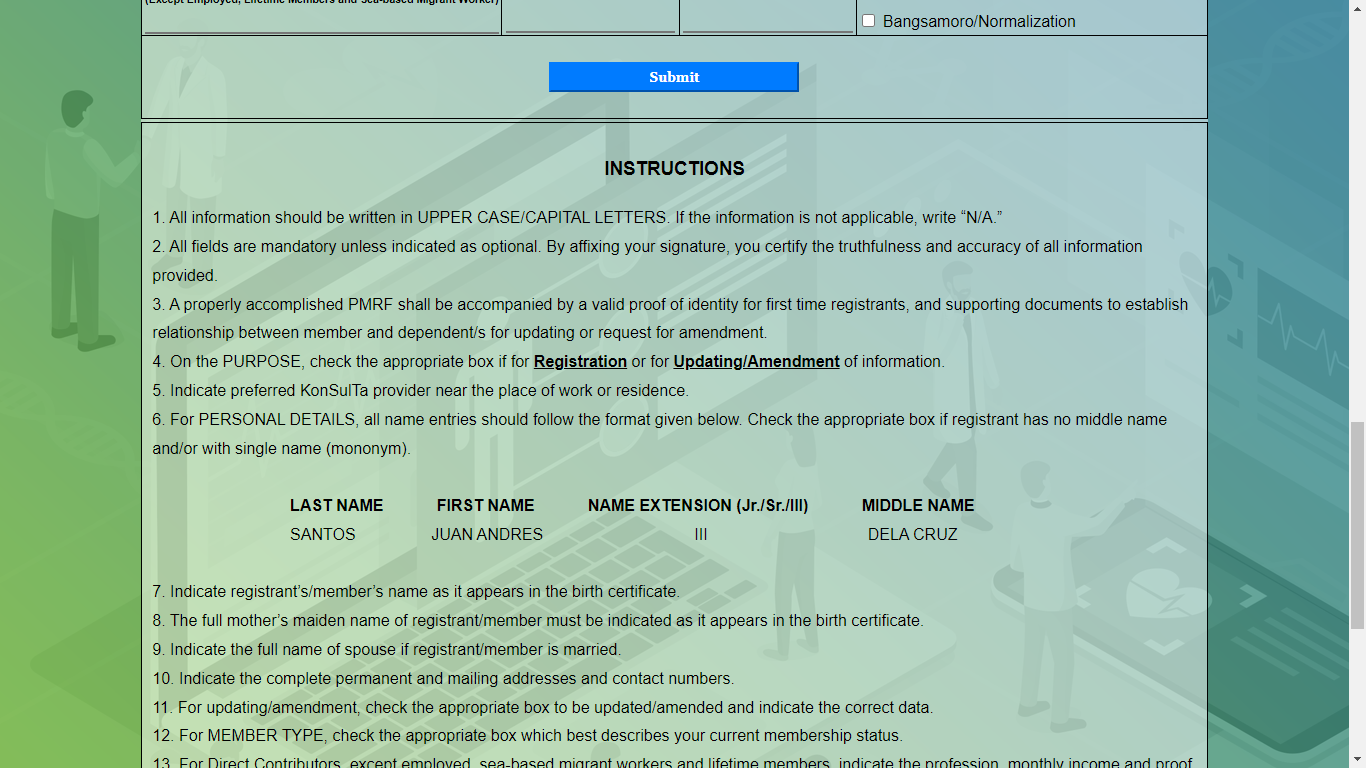 (Except Employed, Lifetime Members and Sea-based Migrant Worker)
Bangsamoro/Normalization
Submit
INSTRUCTIONS
1. All information should be written in UPPER CASE/CAPITAL LETTERS. If the information is not applicable, write “N/A.”
2. All fields are mandatory unless indicated as optional. By affixing your signature, you certify the truthfulness and accuracy of all information
provided.
3. A properly accomplished PMRF shall be accompanied by a valid proof of identity for first time registrants, and supporting documents to establish
relationship between member and dependent/s for updating or request for amendment.
4. On the PURPOSE, check the appropriate box if for Registration or for Updating/Amendment of information.
5. Indicate preferred KonSulTa provider near the place of work or residence.
6. For PERSONAL DETAILS, all name entries should follow the format given below. Check the appropriate box if registrant has no middle name
and/or with single name (mononym).
LAST NAME FIRST NAME NAME EXTENSION (Jr./Sr./III) MIDDLE NAME
SANTOS JUAN ANDRES III DELA CRUZ
7. Indicate registrant’s/member’s name as it appears in the birth certificate.
8. The full mother’s maiden name of registrant/member must be indicated as it appears in the birth certificate.
9. Indicate the full name of spouse if registrant/member is married.
10. Indicate the complete permanent and mailing addresses and contact numbers.
11. For updating/amendment, check the appropriate box to be updated/amended and indicate the correct data.
12. For MEMBER TYPE, check the appropriate box which best describes your current membership status.
13. For Direct Contributors, except employed, sea-based migrant workers and lifetime members, indicate the profession, monthly income and proof